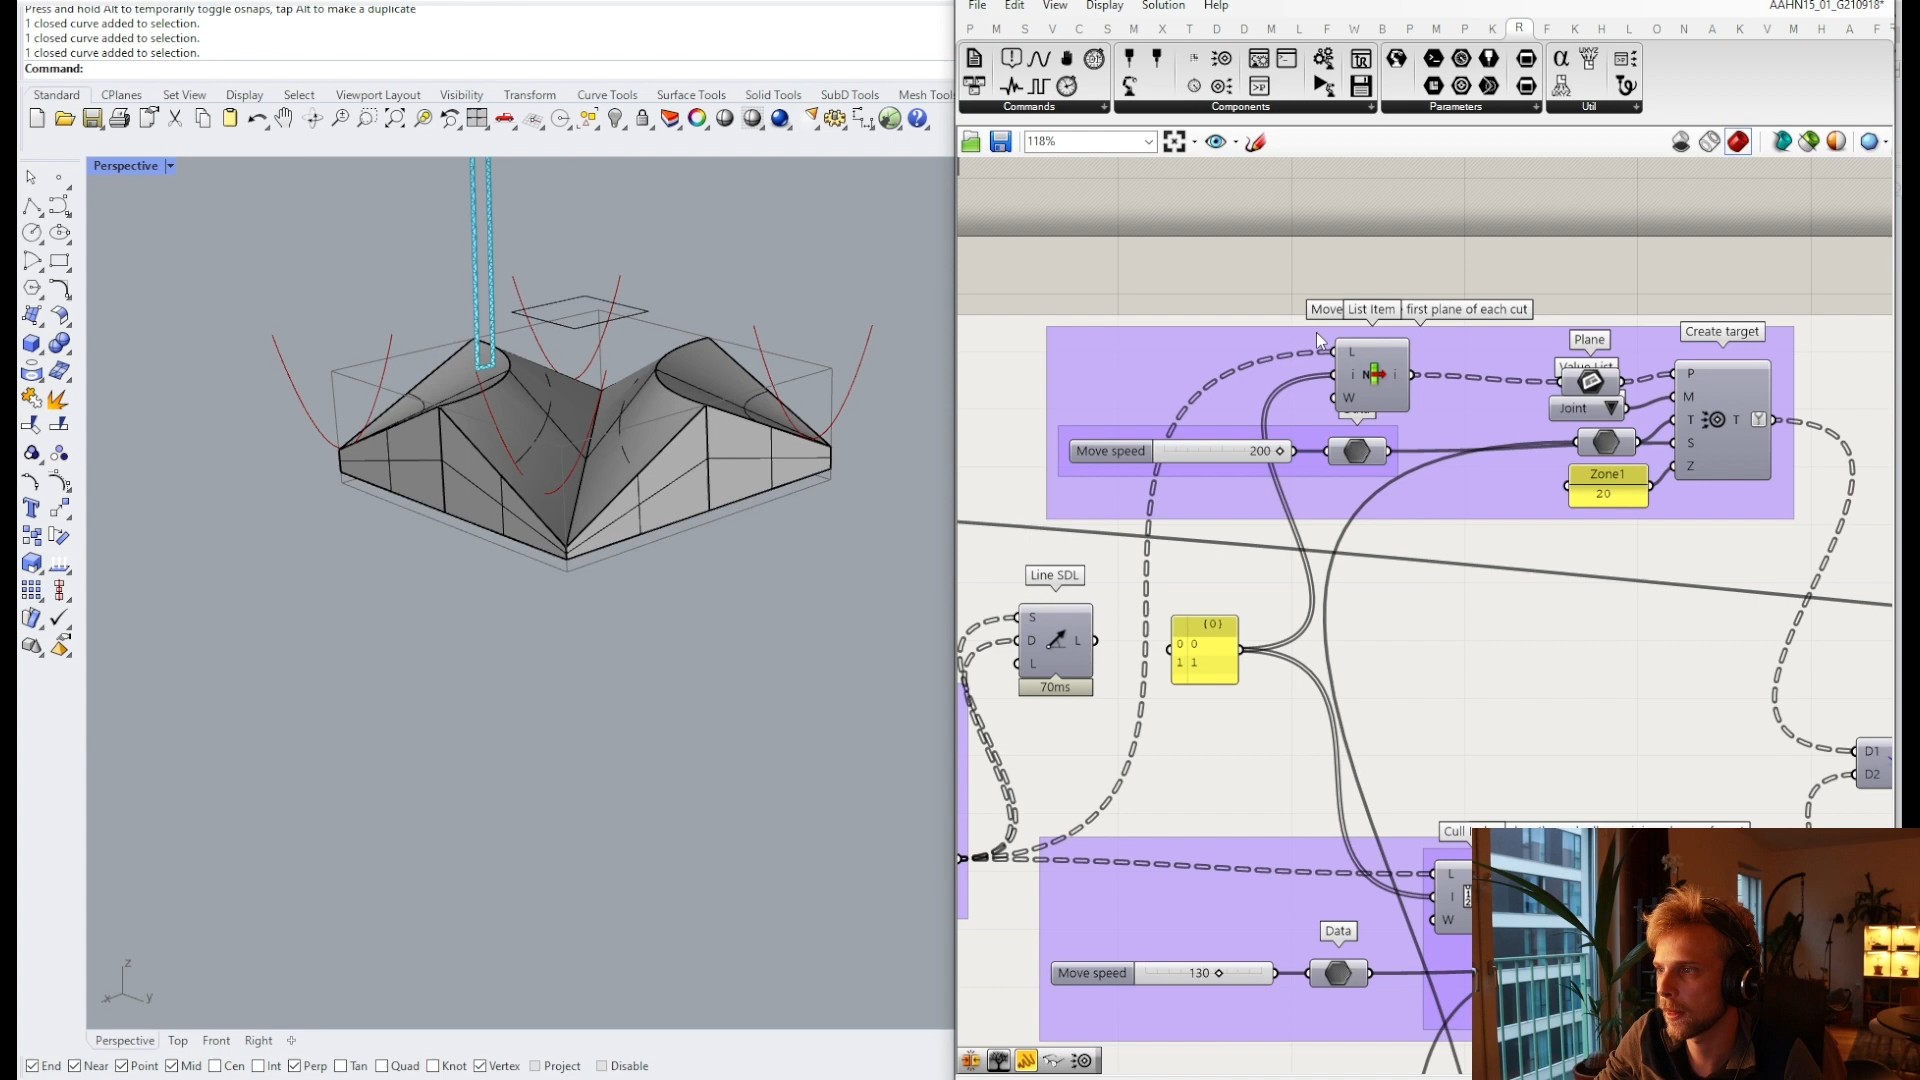 Press and hold Alt to temporarily toggle osnaps, tap Alt to make a duplicate
1 closed curve added to selection.
1 closed curve added to selection.
1 closed curve added to selection.
Command:
Standard CPlanes Set View Display Select Viewport Layout Visibility Transform Curve Tools Surface Tools Solid Tools SubD Tools Mesh Tools
Perspective
z
x y
Perspective Top Front Right
End Near Point Mid Cen Int Perp Tan Quad Knot Vertex Project Disable
File Edit View Display Solution Help
AAHN15_01_G210918*
P M S V C S M X T D D M L F W B P M P K R F K H L O N A K V M H A F
Commands Components Parameters Util
118%
Move List Item first plane of each cut
L
i N i
W
Plane
Value List
Joint
Create target
P
M
T T Y
S
Z
Move speed 200
Zone1
20
Line SDL
S
D L
L
70ms
{0}
0 0
1 1
D1
D2
Cull
L
I
W
Data
Move speed 130